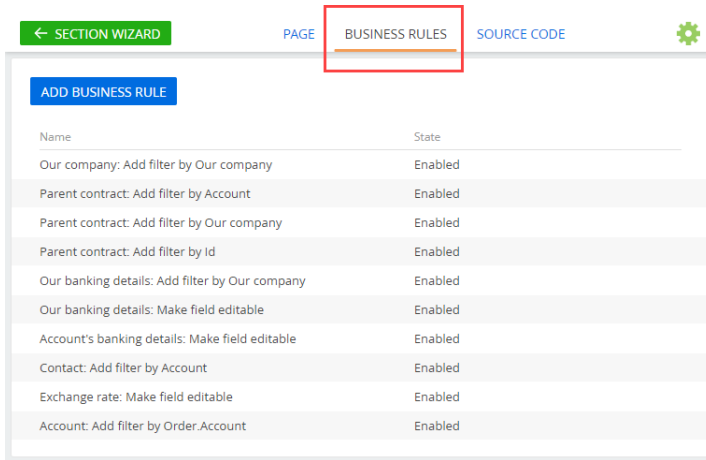 ← SECTION WIZARD PAGE BUSINESS RULES SOURCE CODE
ADD BUSINESS RULE
Name State
Our company: Add filter by Our company Enabled
Parent contract: Add filter by Account Enabled
Parent contract: Add filter by Our company Enabled
Parent contract: Add filter by Id Enabled
Our banking details: Add filter by Our company Enabled
Our banking details: Make field editable Enabled
Account's banking details: Make field editable Enabled
Contact: Add filter by Account Enabled
Exchange rate: Make field editable Enabled
Account: Add filter by Order.Account Enabled